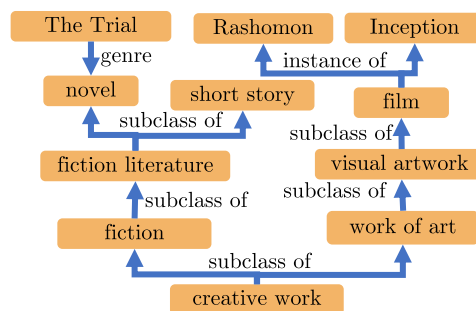 The Trial
Rashomon
Inception
genre
instance of
novel
short story
film
subclass of
subclass of
fiction literature
visual artwork
subclass of
subclass of
fiction
work of art
subclass of
creative work